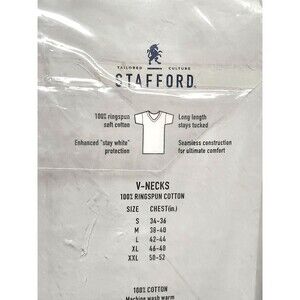 TAILORED CULTURE
STAFFORD.
100% ringspun
soft cotton
Long length
stays tucked
Enhanced "stay white"
protection
Seamless construction
for ultimate comfort
V-NECKS
100% RINGSPUN COTTON
SIZE CHEST(in.)
S 34-36
M 38-40
L 42-44
XL 46-48
XXL 50-52
100% COTTON
Machine wash warm